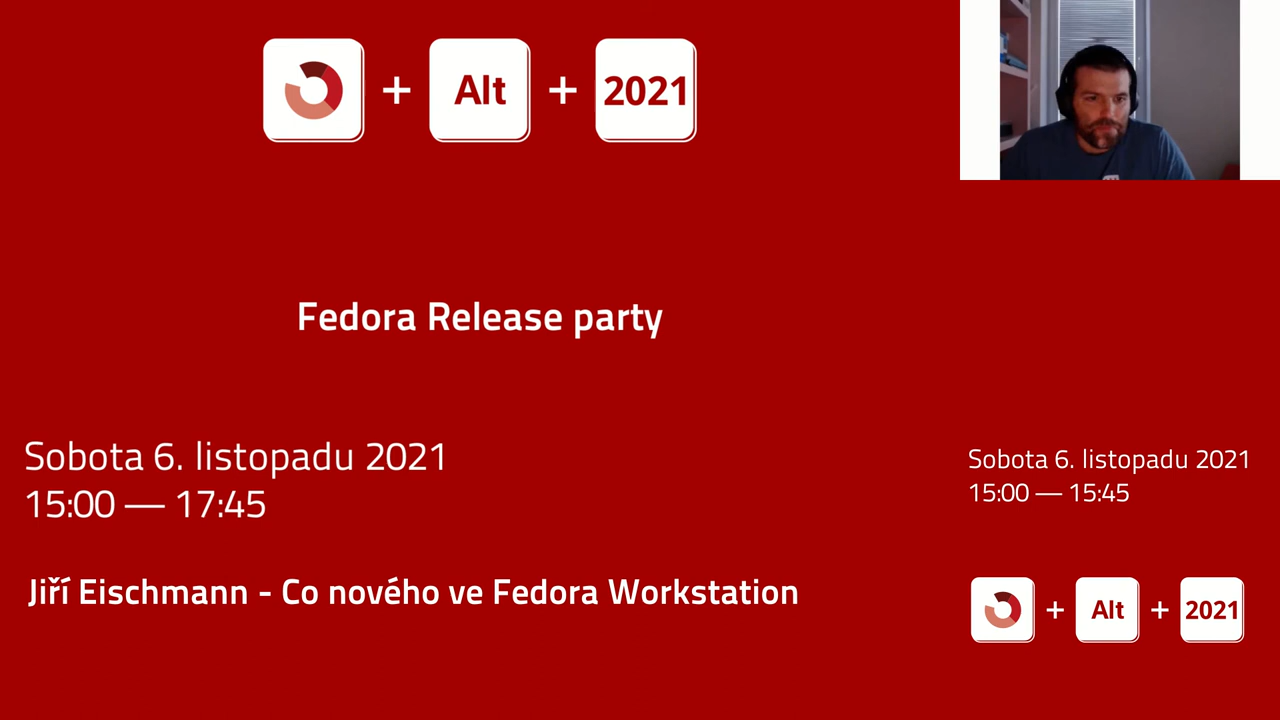 + Alt + 2021
Fedora Release party
Sobota 6. listopadu 2021
15:00 — 17:45
Jiří Eischmann - Co nového ve Fedora Workstation
Sobota 6. listopadu 2021
15:00 — 15:45
+ Alt + 2021